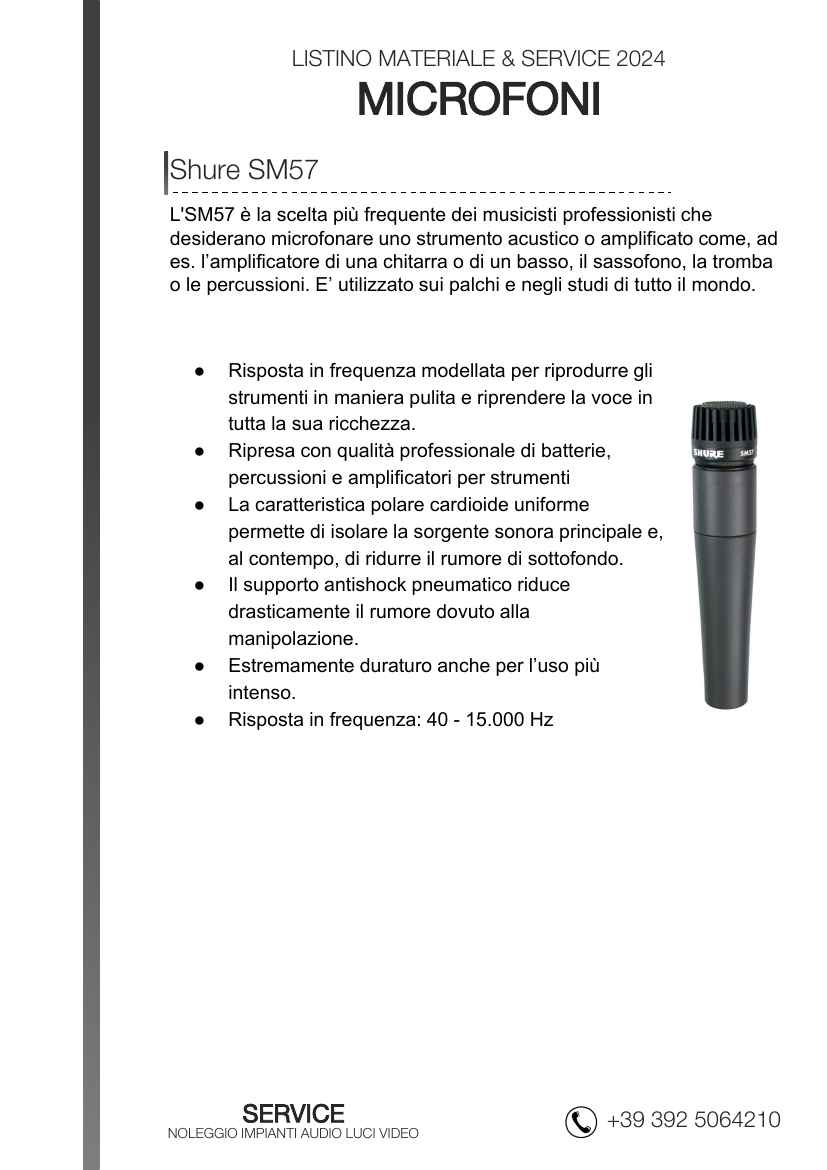 LISTINO MATERIALE & SERVICE 2024
MICROFONI
Shure SM57
L'SM57 è la scelta più frequente dei musicisti professionisti che
desiderano microfonare uno strumento acustico o amplificato come, ad
es. l’amplificatore di una chitarra o di un basso, il sassofono, la tromba
o le percussioni. E’ utilizzato sui palchi e negli studi di tutto il mondo.
● Risposta in frequenza modellata per riprodurre gli
strumenti in maniera pulita e riprendere la voce in
tutta la sua ricchezza.
● Ripresa con qualità professionale di batterie,
percussioni e amplificatori per strumenti
● La caratteristica polare cardioide uniforme
permette di isolare la sorgente sonora principale e,
al contempo, di ridurre il rumore di sottofondo.
● Il supporto antishock pneumatico riduce
drasticamente il rumore dovuto alla
manipolazione.
● Estremamente duraturo anche per l’uso più
intenso.
● Risposta in frequenza: 40 - 15.000 Hz
SHURE SM57
SERVICE
NOLEGGIO IMPIANTI AUDIO LUCI VIDEO
+39 392 5064210